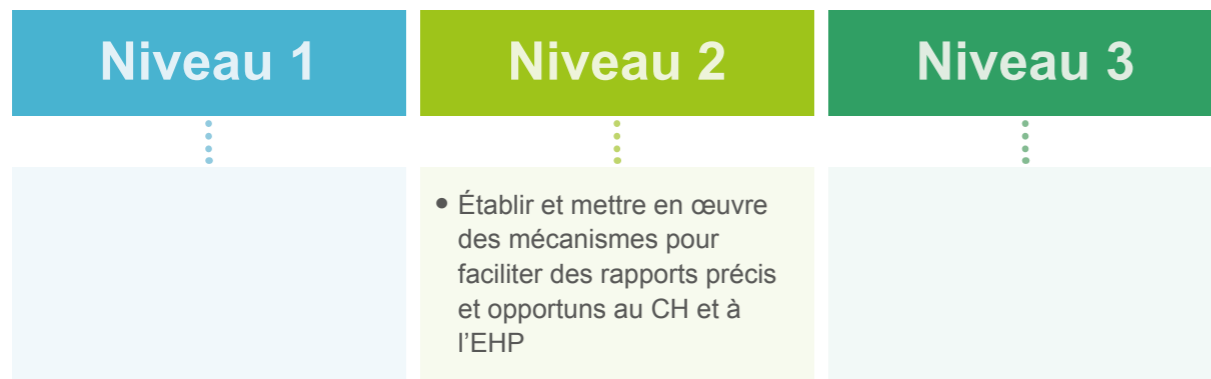 Niveau 1
Niveau 2
Niveau 3
• Établir et mettre en œuvre
des mécanismes pour
faciliter des rapports précis
et opportuns au CH et à
l’EHP